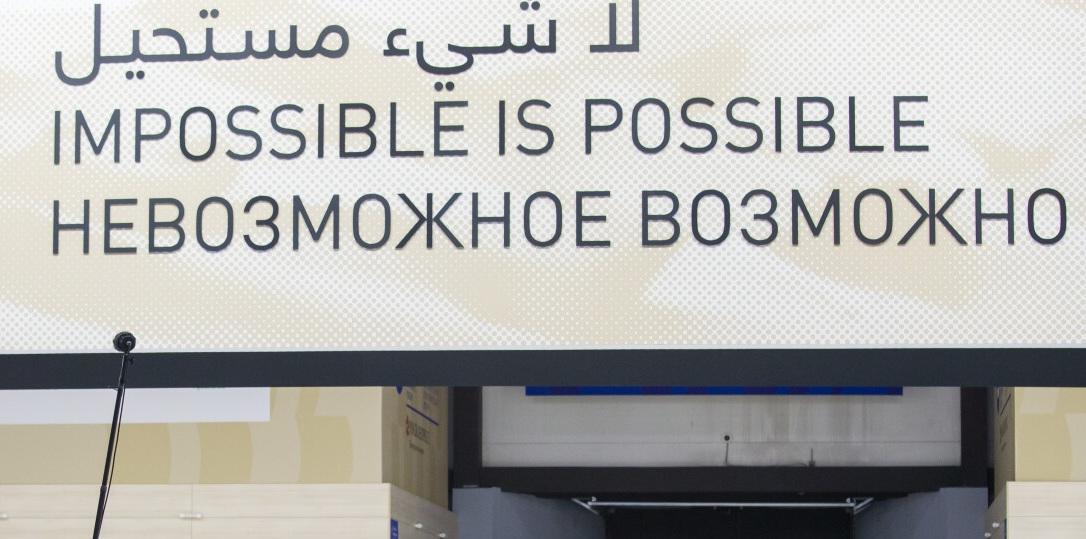 لا شيء مستحيل
IMPOSSIBLE IS POSSIBLE
НЕВОЗМОЖНОЕ ВОЗМОЖНО